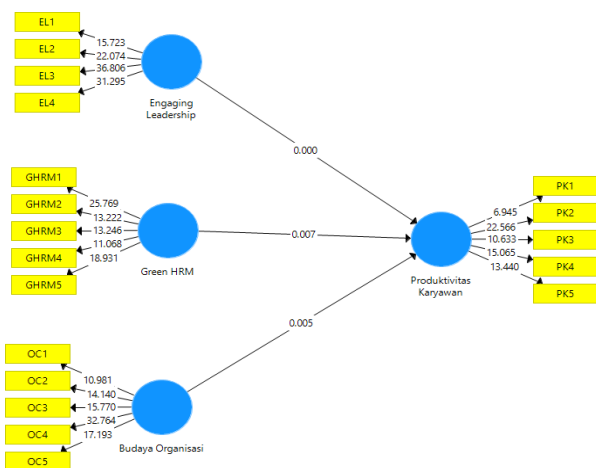 EL1
EL2
EL3
EL4
15.723
22.074
36.806
31.295
Engaging
Leadership
0.000
GHRM1
GHRM2
GHRM3
GHRM4
GHRM5
25.769
13.222
13.246
11.068
18.931
Green HRM
0.007
PK1
PK2
PK3
PK4
PK5
6.945
22.566
10.633
15.065
13.440
Produktivitas
Karyawan
0.005
OC1
OC2
OC3
OC4
OC5
10.981
14.140
15.770
32.764
17.193
Budaya Organisasi